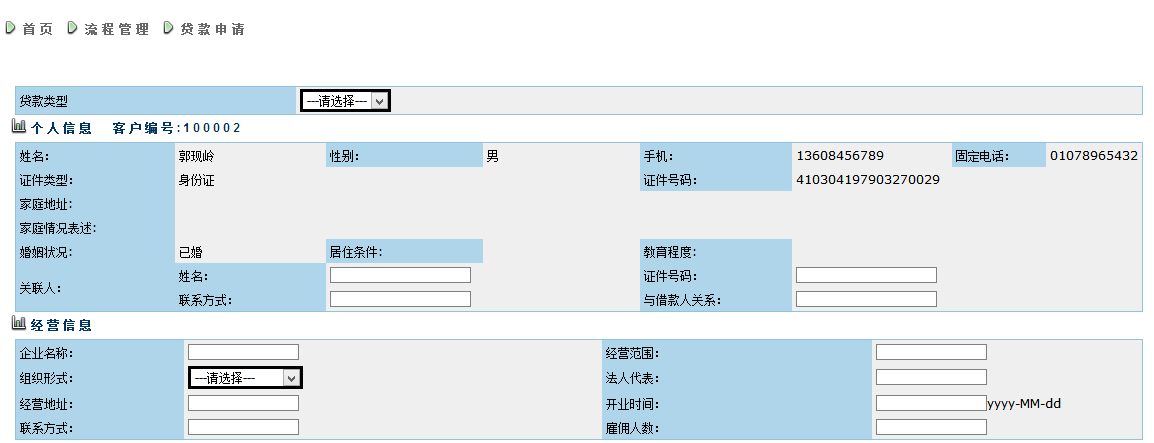 首页 流程管理 贷款申请
贷款类型 ---请选择---
个人信息 客户编号:100002
姓名: 郭现岭 性别: 男 手机: 13608456789 固定电话: 01078965432
证件类型: 身份证 证件号码: 410304197903270029
家庭地址:
家庭情况表述:
婚姻状况: 已婚 居住条件: 教育程度:
关联人: 姓名: 证件号码:
联系方式: 与借款人关系:
经营信息
企业名称: 经营范围:
组织形式: ---请选择--- 法人代表:
经营地址: 开业时间: yyyy-MM-dd
联系方式: 雇佣人数: